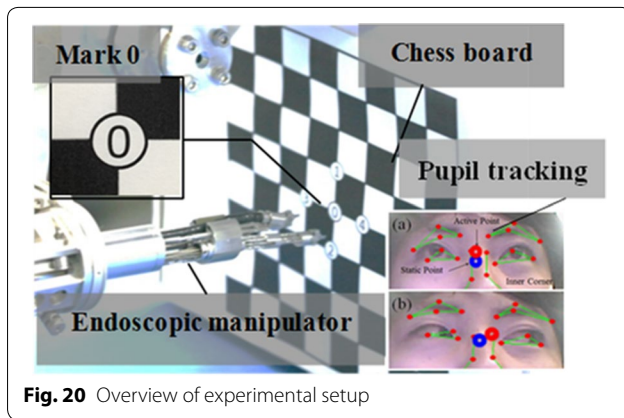 Mark 0
Chess board
0
Pupil tracking
1
3
0
4
2
(a)
Active Point
Static Point
Inner Corner
(b)
Endoscopic manipulator
Fig. 20 Overview of experimental setup